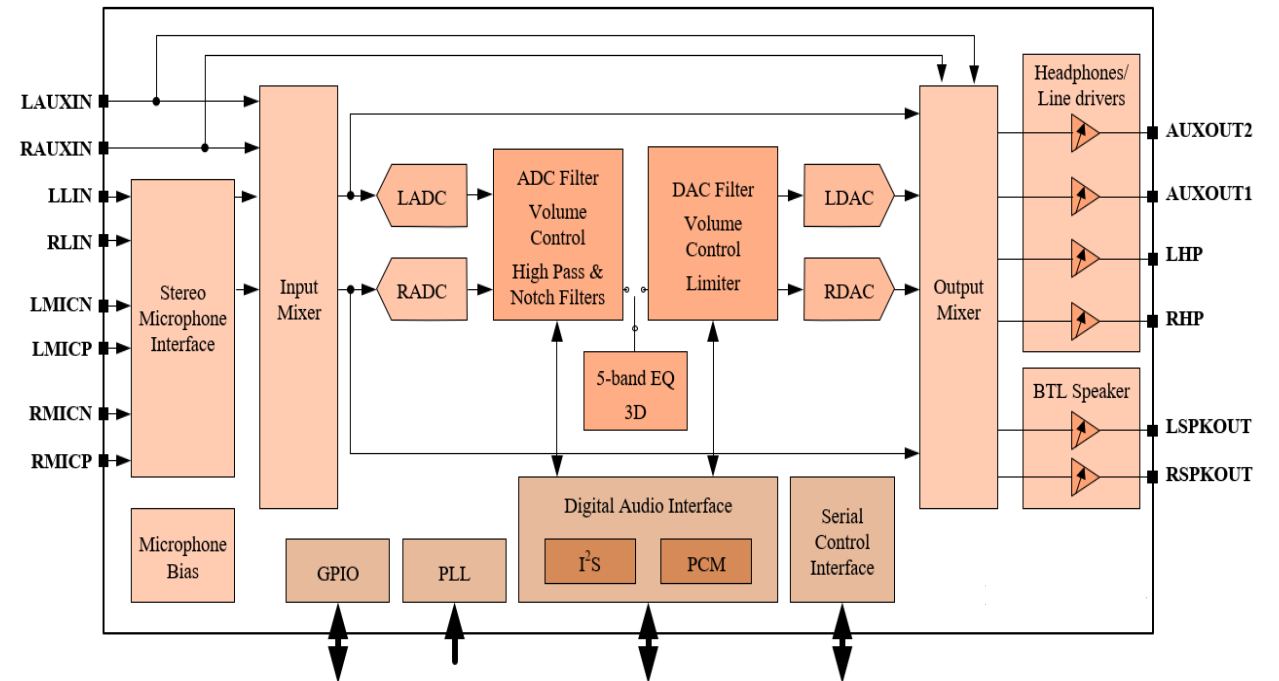 LAUXIN
RAUXIN
LLIN
RLIN
LMICN
LMICP
RMICN
RMICP
Stereo
Microphone
Interface
Microphone
Bias
Input
Mixer
LADC
RADC
ADC Filter
Volume
Control
High Pass &
Notch Filters
DAC Filter
Volume
Control
Limiter
5-band EQ
3D
LDAC
RDAC
Output
Mixer
Headphones/
Line drivers
BTL Speaker
AUXOUT2
AUXOUT1
LHP
RHP
LSPKOUT
RSPKOUT
GPIO
PLL
Digital Audio Interface
I²S
PCM
Serial
Control
Interface